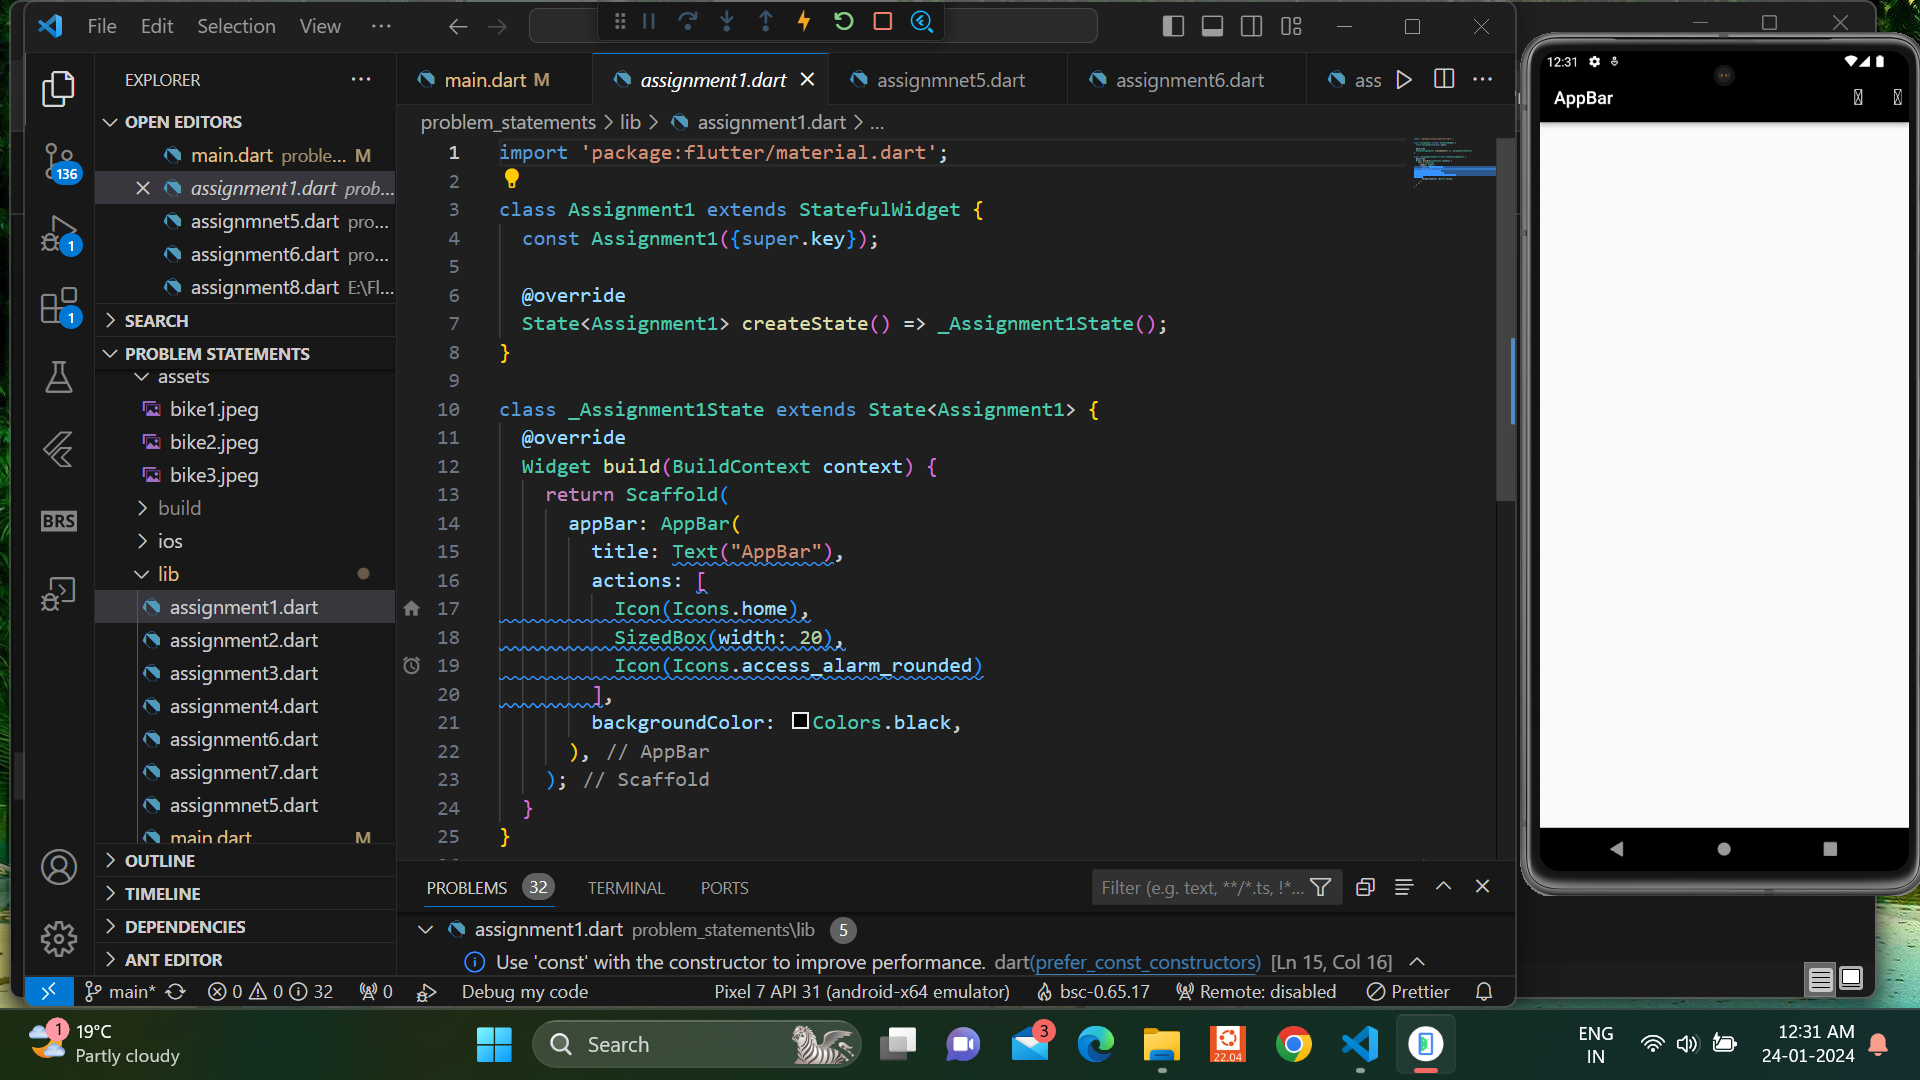 File Edit Selection View
EXPLORER
OPEN EDITORS
main.dart proble... M
assignment1.dart prob...
assignmnet5.dart pro...
assignment6.dart pro...
assignment8.dart E:\Fl...
SEARCH
PROBLEM STATEMENTS
assets
bike1.jpeg
bike2.jpeg
bike3.jpeg
build
ios
lib
assignment1.dart
assignment2.dart
assignment3.dart
assignment4.dart
assignment6.dart
assignment7.dart
assignmnet5.dart
main.dart M
OUTLINE
TIMELINE
DEPENDENCIES
ANT EDITOR
136
1
1
BRS
main.dart M assignment1.dart assignmnet5.dart assignment6.dart ass
problem_statements > lib > assignment1.dart > ...
1 import 'package:flutter/material.dart';
2
3 class Assignment1 extends StatefulWidget {
4 const Assignment1({super.key});
5
6 @override
7 State<Assignment1> createState() => _Assignment1State();
8 }
9
10 class _Assignment1State extends State<Assignment1> {
11 @override
12 Widget build(BuildContext context) {
13 return Scaffold(
14 appBar: AppBar(
15 title: Text("AppBar"),
16 actions: [
17 Icon(Icons.home),
18 SizedBox(width: 20),
19 Icon(Icons.access_alarm_rounded)
20 ],
21 backgroundColor: Colors.black,
22 ), // AppBar
23 ); // Scaffold
24 }
25 }
PROBLEMS 32 TERMINAL PORTS
Filter (e.g. text, **/*.ts, !*...
assignment1.dart problem_statements\lib 5
Use 'const' with the constructor to improve performance. dart(prefer_const_constructors) [Ln 15, Col 16]
main* 0 0 32 0 Debug my code Pixel 7 API 31 (android-x64 emulator) bsc-0.65.17 Remote: disabled Prettier
12:31
AppBar
1
19°C
Partly cloudy
Search
3
22.04
ENG
IN
12:31 AM
24-01-2024